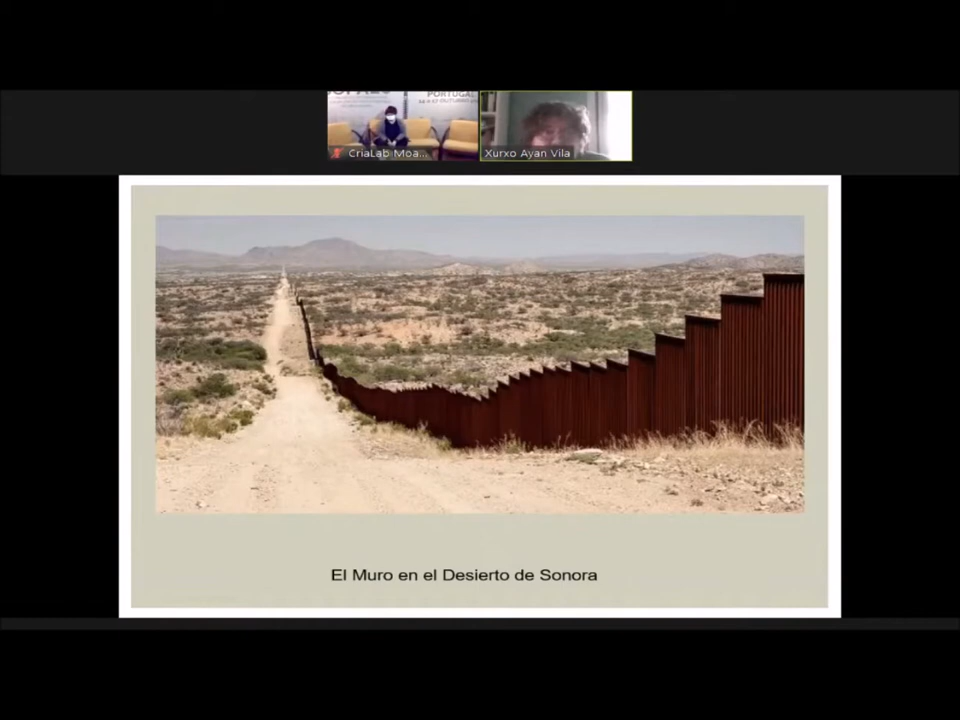 PORTUGAL
CriaLab Moa...
Xurxo Ayan Vila
El Muro en el Desierto de Sonora